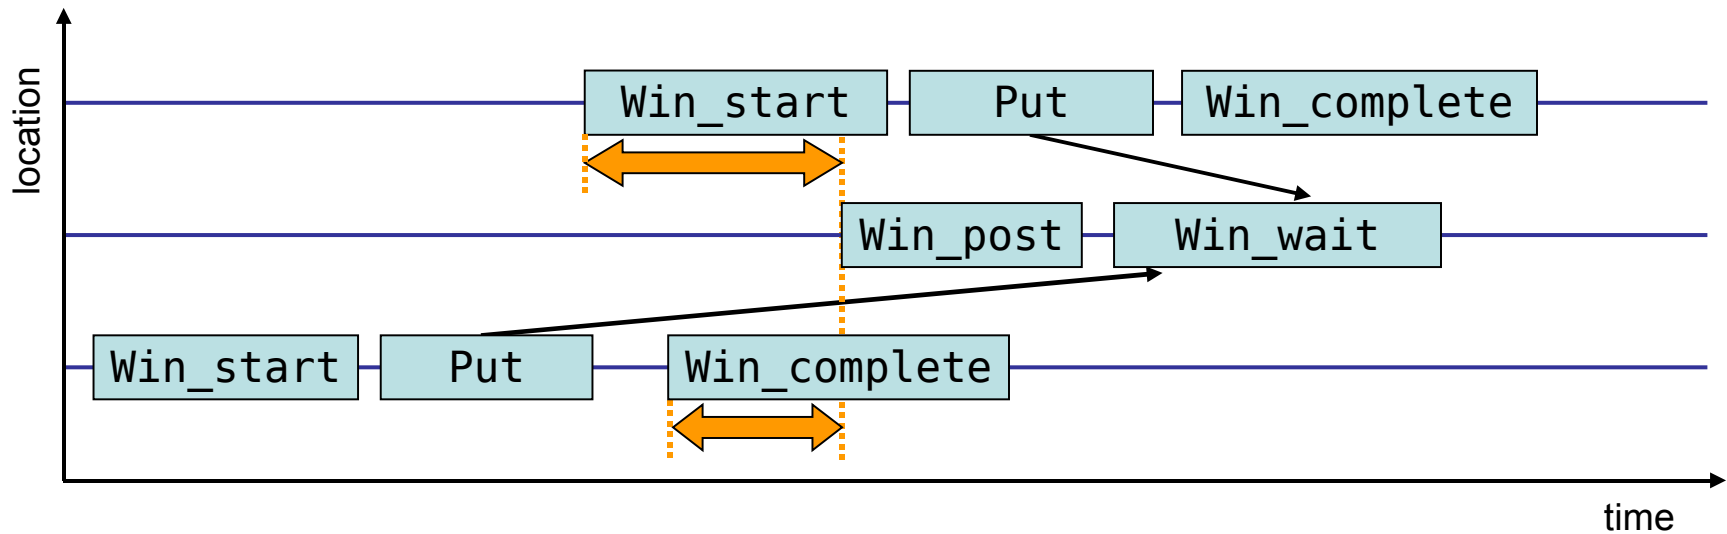 location
Win_start
Put
Win_complete
Win_post
Win_wait
Win_start
Put
Win_complete
time